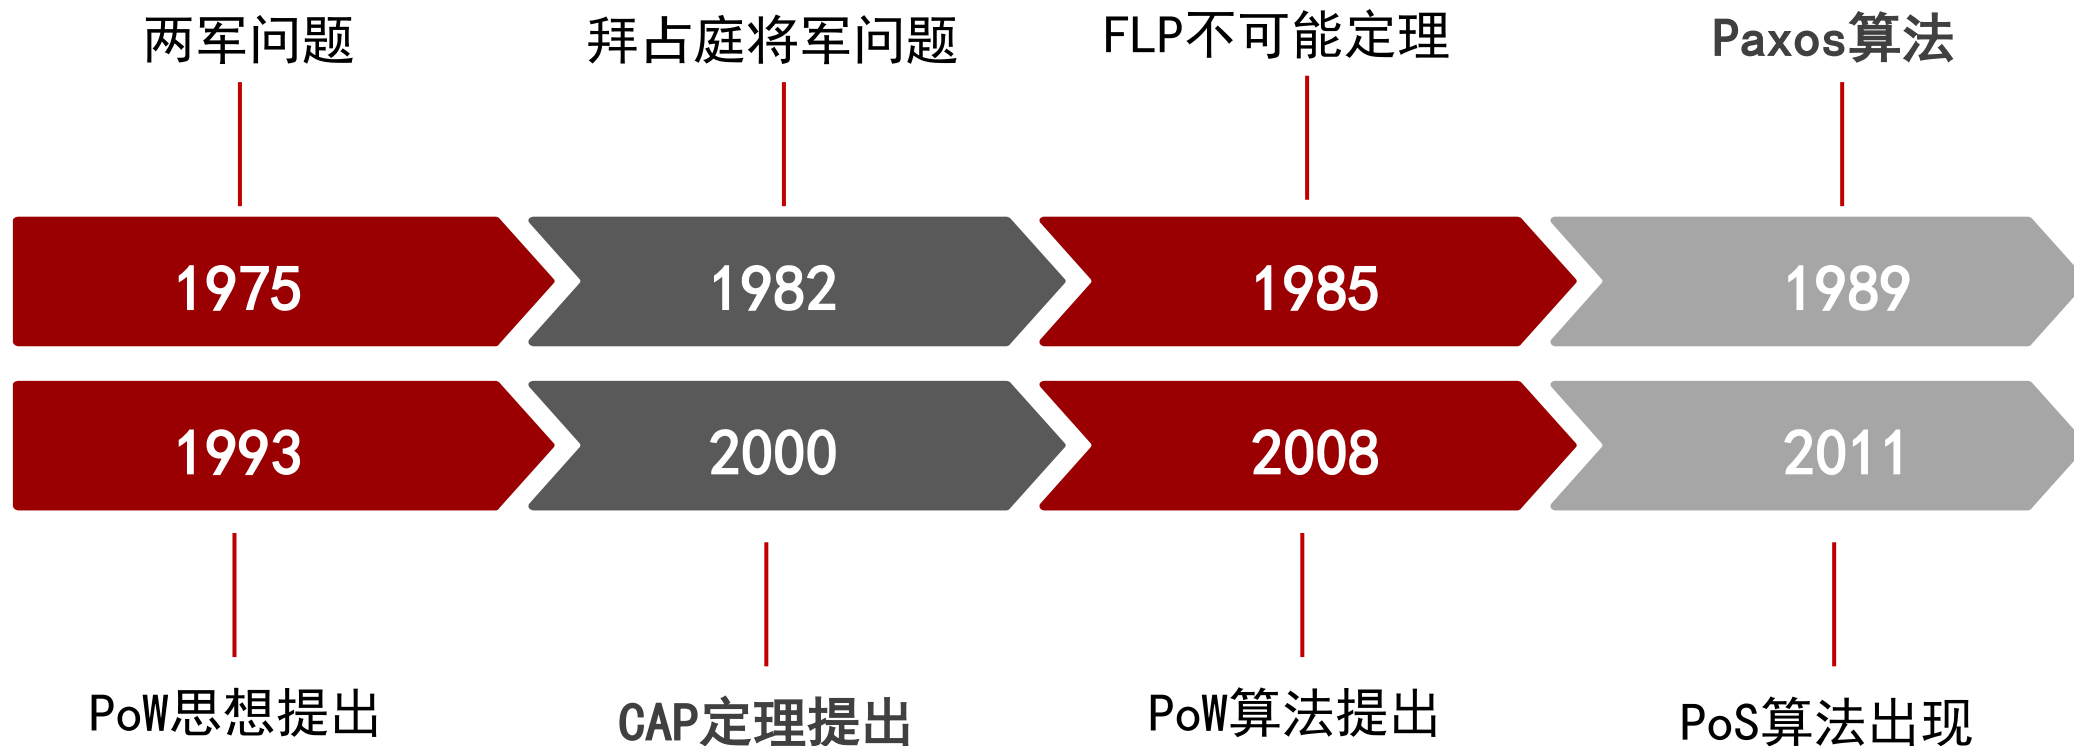 两军问题
拜占庭将军问题
FLP不可能定理
Paxos算法
1975
1982
1985
1989
1993
2000
2008
2011
PoW思想提出
CAP定理提出
PoW算法提出
PoS算法出现